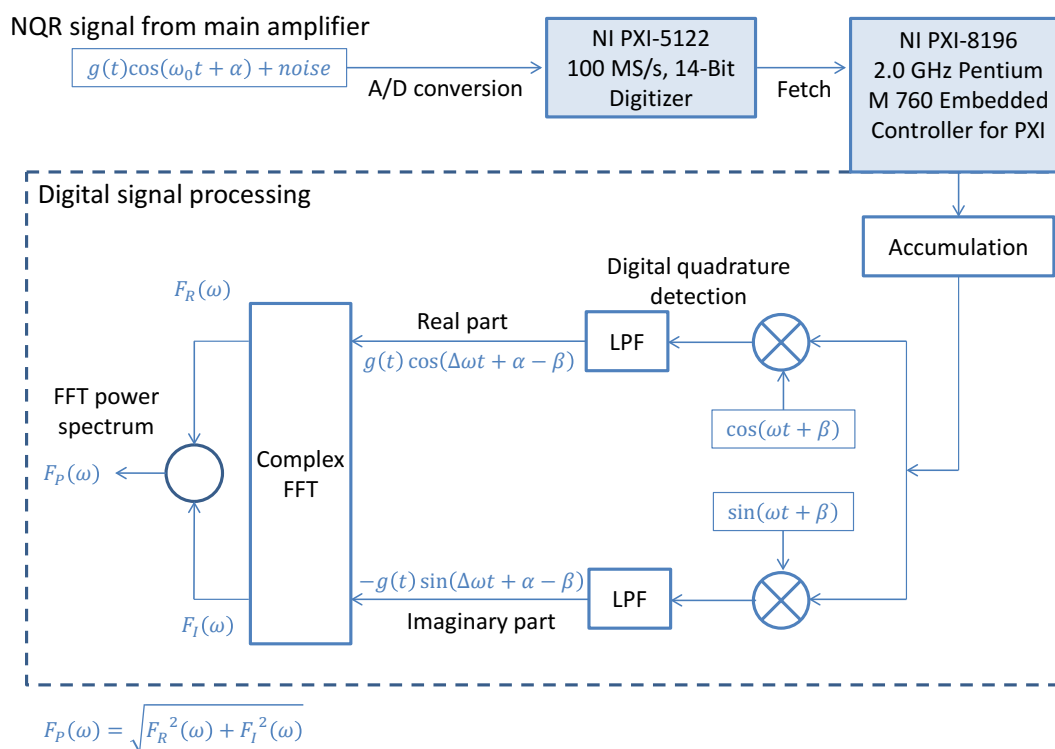 NQR signal from main amplifier
g(t)cos(ω₀t + α) + noise
A/D conversion
NI PXI-5122
100 MS/s, 14-Bit
Digitizer
Fetch
NI PXI-8196
2.0 GHz Pentium
M 760 Embedded
Controller for PXI
Digital signal processing
Accumulation
Digital quadrature
detection
F_R(ω)
Real part
g(t) cos(Δωt + α − β)
LPF
cos(ωt + β)
FFT power
spectrum
F_P(ω)
Complex
FFT
sin(ωt + β)
−g(t) sin(Δωt + α − β)
LPF
Imaginary part
F_I(ω)
F_P(ω) = √(F_R²(ω) + F_I²(ω))